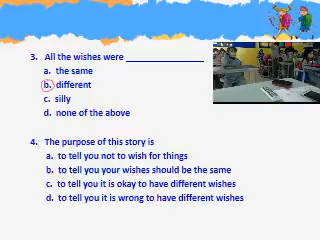 3. All the wishes were ________________
a. the same
b. different
c. silly
d. none of the above
4. The purpose of this story is
a. to tell you not to wish for things
b. to tell you your wishes should be the same
c. to tell you it is okay to have different wishes
d. to tell you it is wrong to have different wishes